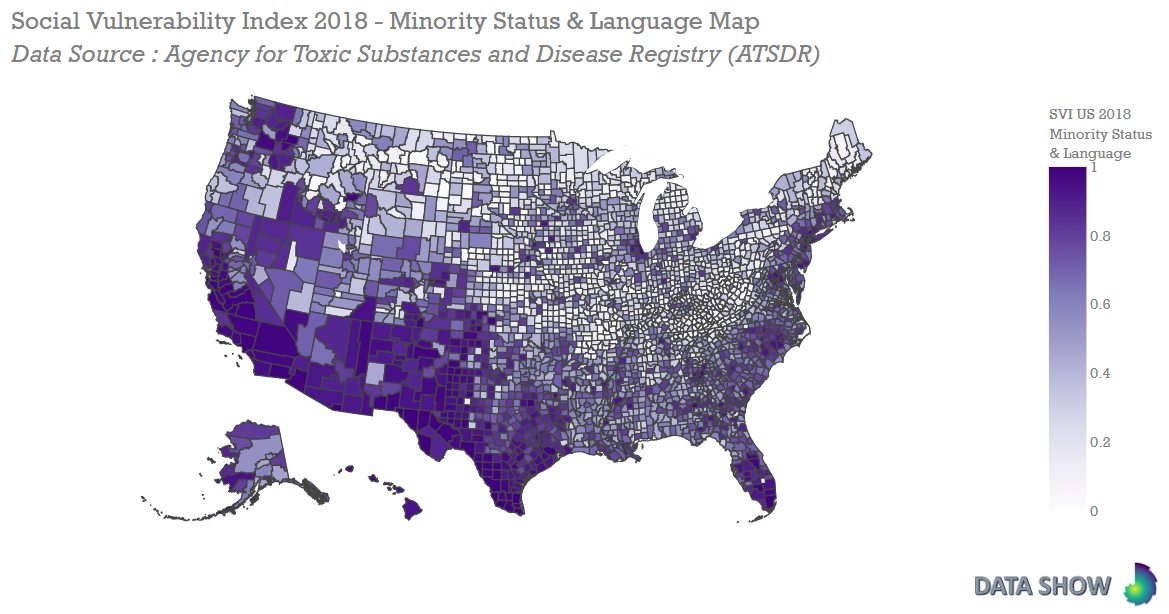 Social Vulnerability Index 2018 - Minority Status & Language Map
Data Source : Agency for Toxic Substances and Disease Registry (ATSDR)
SVI US 2018
Minority Status
& Language
1
0.8
0.6
0.4
0.2
0
DATA SHOW